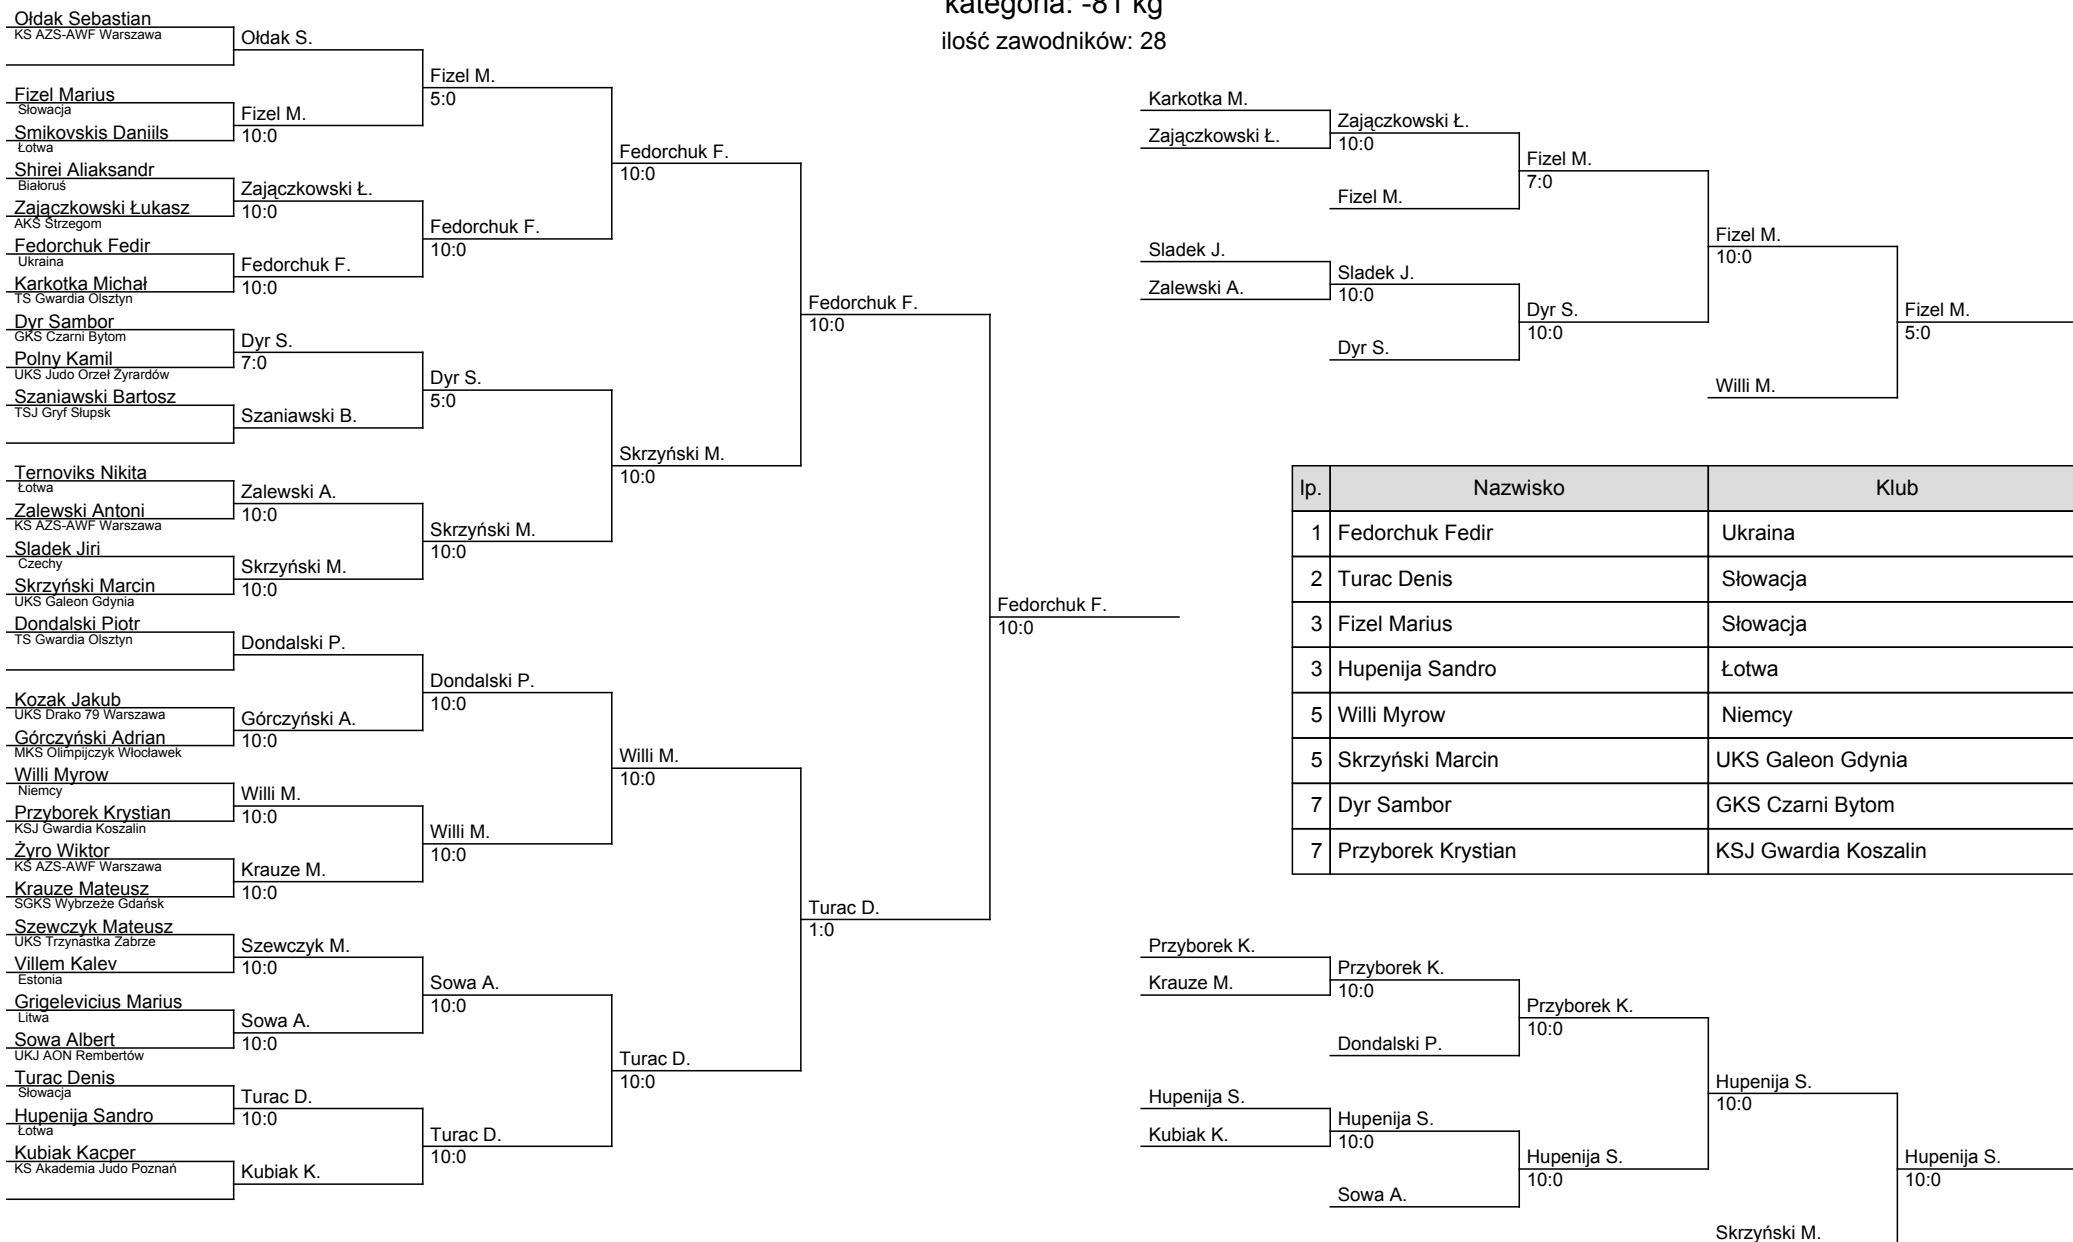 kategoria: -81 kg
ilość zawodników: 28
Ołdak Sebastian
KS AZS-AWF Warszawa
Fizel Marius
Słowacja
Smikovskis Daniils
Łotwa
Shirei Aliaksandr
Białoruś
Zajączkowski Łukasz
AKS Strzegom
Fedorchuk Fedir
Ukraina
Karkotka Michał
TS Gwardia Olsztyn
Dyr Sambor
GKS Czarni Bytom
Polny Kamil
UKS Judo Orzeł Żyrardów
Szaniawski Bartosz
TSJ Gryf Słupsk
Ternoviks Nikita
Łotwa
Zalewski Antoni
KS AZS-AWF Warszawa
Sladek Jiri
Czechy
Skrzyński Marcin
UKS Galeon Gdynia
Dondalski Piotr
TS Gwardia Olsztyn
Kozak Jakub
UKS Drako 79 Warszawa
Górczyński Adrian
MKS Olimpijczyk Włocławek
Willi Myrow
Niemcy
Przyborek Krystian
KSJ Gwardia Koszalin
Żyro Wiktor
KS AZS-AWF Warszawa
Krauze Mateusz
SGKS Wybrzeże Gdańsk
Szewczyk Mateusz
UKS Trzynastka Zabrze
Villem Kalev
Estonia
Grigelevicius Marius
Litwa
Sowa Albert
UKJ AON Rembertów
Turac Denis
Słowacja
Hupenija Sandro
Łotwa
Kubiak Kacper
KS Akademia Judo Poznań
Ołdak S.
Fizel M.
10:0
Zajączkowski Ł.
10:0
Fedorchuk F.
10:0
Dyr S.
7:0
Szaniawski B.
Zalewski A.
10:0
Skrzyński M.
10:0
Dondalski P.
Górczyński A.
10:0
Willi M.
10:0
Krauze M.
10:0
Szewczyk M.
10:0
Sowa A.
10:0
Turac D.
10:0
Kubiak K.
Fizel M.
5:0
Fedorchuk F.
10:0
Dyr S.
5:0
Skrzyński M.
10:0
Dondalski P.
10:0
Willi M.
10:0
Sowa A.
10:0
Turac D.
10:0
Fedorchuk F.
10:0
Skrzyński M.
10:0
Willi M.
10:0
Turac D.
10:0
Fedorchuk F.
10:0
Turac D.
1:0
Fedorchuk F.
10:0
Karkotka M.
Zajączkowski Ł.
Sladek J.
Zalewski A.
Zajączkowski Ł.
10:0
Fizel M.
Sladek J.
10:0
Dyr S.
Fizel M.
7:0
Dyr S.
10:0
Fizel M.
10:0
Willi M.
Fizel M.
5:0
lp. Nazwisko Klub
1 Fedorchuk Fedir Ukraina
2 Turac Denis Słowacja
3 Fizel Marius Słowacja
3 Hupenija Sandro Łotwa
5 Willi Myrow Niemcy
5 Skrzyński Marcin UKS Galeon Gdynia
7 Dyr Sambor GKS Czarni Bytom
7 Przyborek Krystian KSJ Gwardia Koszalin
Przyborek K.
Krauze M.
Hupenija S.
Kubiak K.
Przyborek K.
10:0
Dondalski P.
Hupenija S.
10:0
Sowa A.
Przyborek K.
10:0
Hupenija S.
10:0
Hupenija S.
10:0
Skrzyński M.
Hupenija S.
10:0